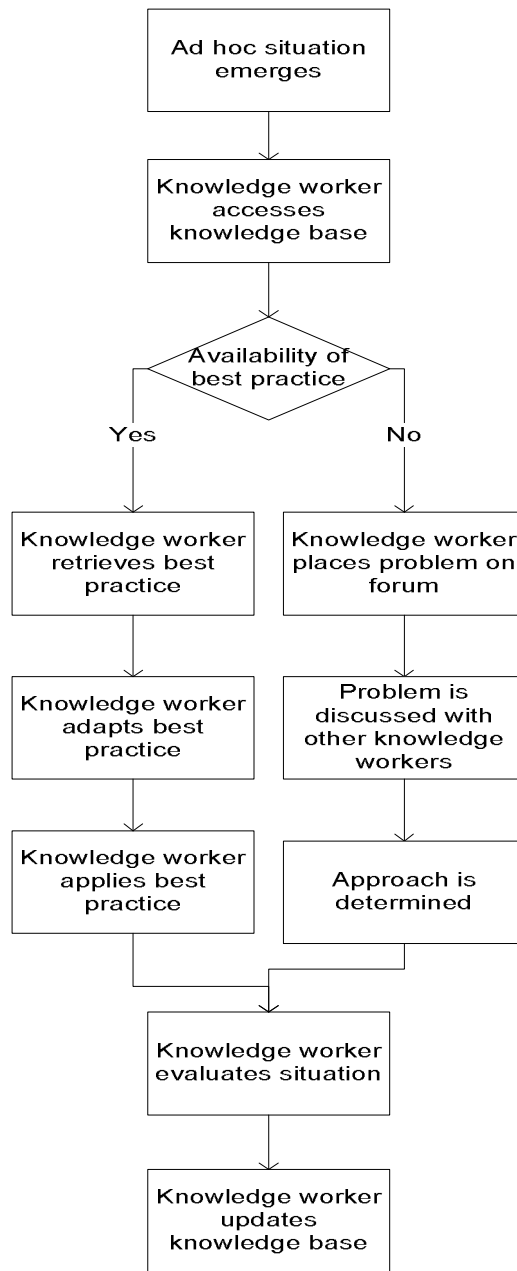 Ad hoc situation
emerges
Knowledge worker
accesses
knowledge base
Availability of
best practice
Yes
No
Knowledge worker
retrieves best
practice
Knowledge worker
places problem on
forum
Knowledge worker
adapts best
practice
Problem is
discussed with
other knowledge
workers
Knowledge worker
applies best
practice
Approach is
determined
Knowledge worker
evaluates situation
Knowledge worker
updates
knowledge base